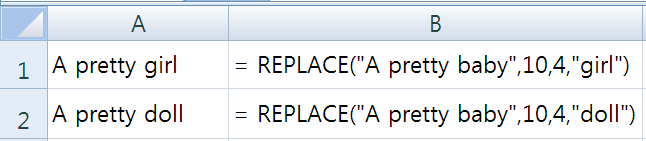 A B
1 A pretty girl = REPLACE("A pretty baby",10,4,"girl")
2 A pretty doll = REPLACE("A pretty baby",10,4,"doll")